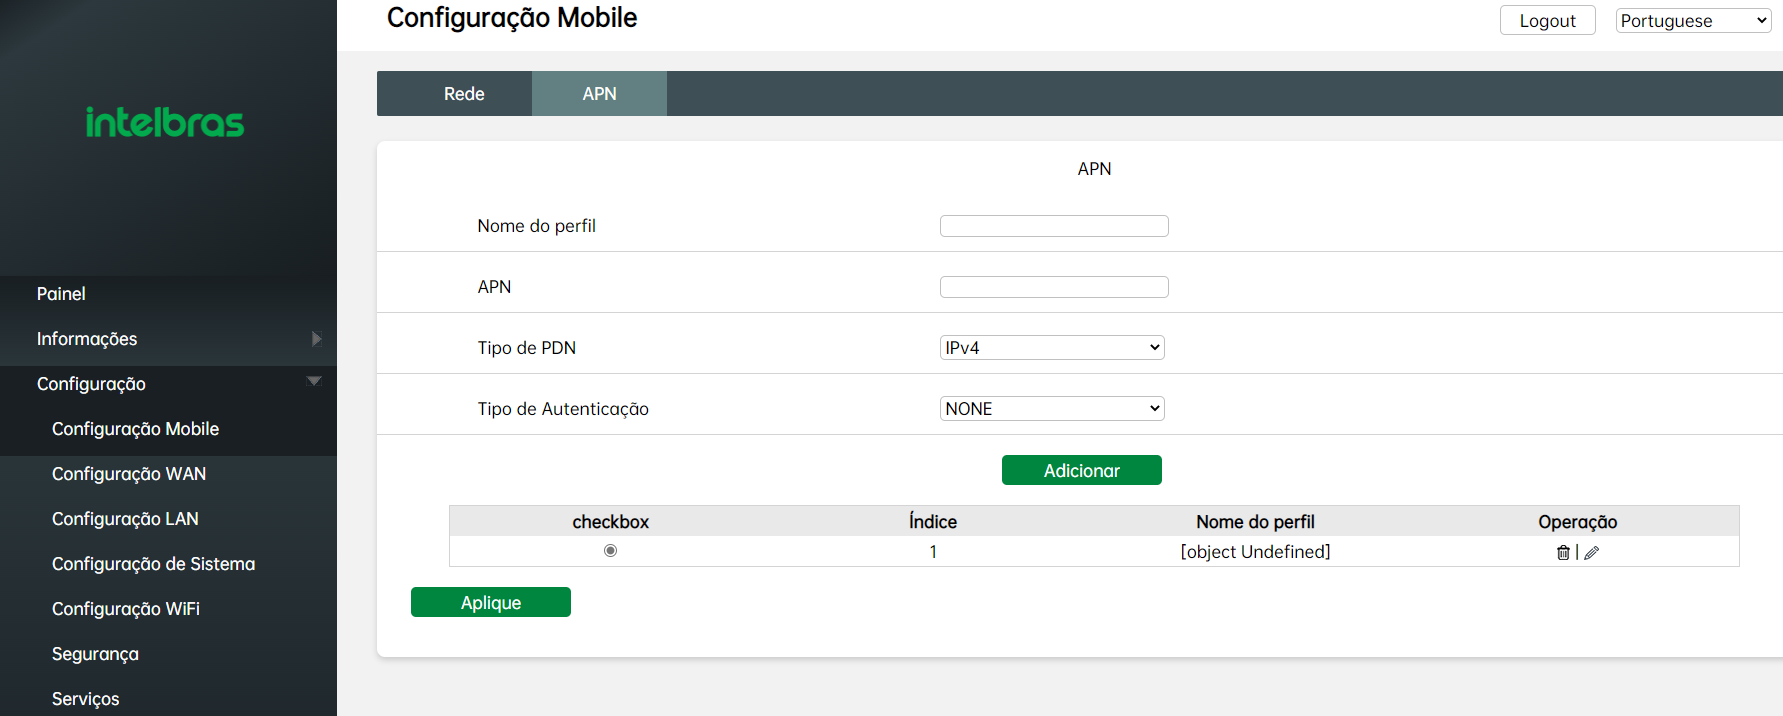 Configuração Mobile
Logout
Portuguese
intelbras
Rede
APN
APN
Nome do perfil
APN
Tipo de PDN
IPv4
Tipo de Autenticação
NONE
Adicionar
checkbox Índice Nome do perfil Operação
1 [object Undefined] |
Aplique
Painel
Informações
Configuração
Configuração Mobile
Configuração WAN
Configuração LAN
Configuração de Sistema
Configuração WiFi
Segurança
Serviços